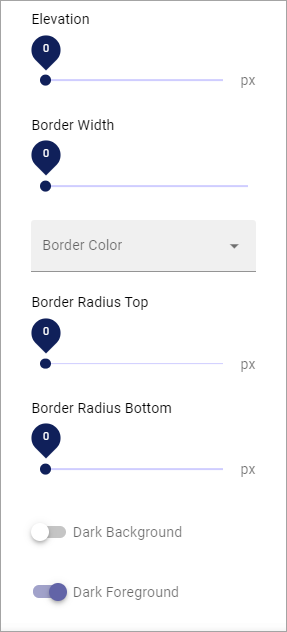 Elevation
0
px
Border Width
0
Border Color
Border Radius Top
0
px
Border Radius Bottom
0
px
Dark Background
Dark Foreground